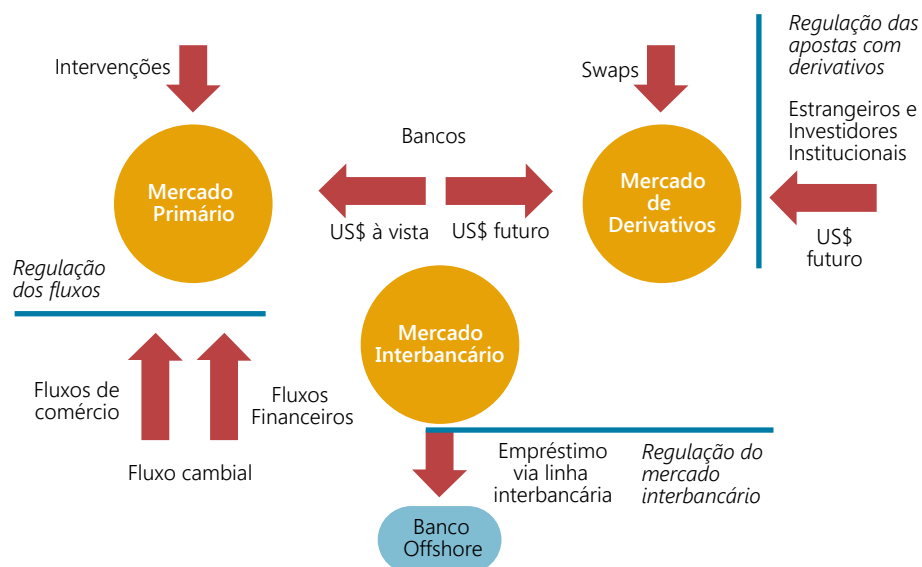 Intervenções
Mercado
Primário
Bancos
US$ à vista
US$ futuro
Swaps
Mercado
de
Derivativos
Regulação das
apostas com
derivativos
Estrangeiros e
Investidores
Institucionais
US$
futuro
Regulação
dos fluxos
Fluxos de
comércio
Fluxos
Financeiros
Fluxo cambial
Mercado
Interbancário
Empréstimo
via linha
interbancária
Regulação do
mercado
interbancário
Banco
Offshore